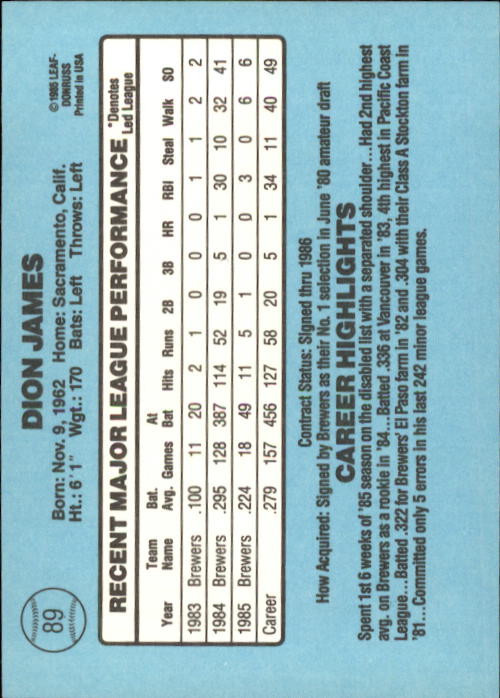 89
DION JAMES
©1985 LEAF-
DONRUSS
Printed in USA
Born: Nov. 9, 1962 Home: Sacramento, Calif.
Ht.: 6'1" Wgt.: 170 Bats: Left Throws: Left
RECENT MAJOR LEAGUE PERFORMANCE *Denotes Led League
Year Team Name Bat. Avg. Games At Bat Hits Runs 2B 3B HR RBI Steal Walk SO
1983 Brewers .100 11 20 2 1 0 0 0 1 1 2 2
1984 Brewers .295 128 387 114 52 19 5 1 30 10 32 41
1985 Brewers .224 18 49 11 5 1 0 0 3 0 6 6
Career .279 157 456 127 58 20 5 1 34 11 40 49
Contract Status: Signed thru 1986
How Acquired: Signed by Brewers as their No. 1 selection in June '80 amateur draft
CAREER HIGHLIGHTS
Spent 1st 6 weeks of '85 season on the disabled list with a separated shoulder...Had 2nd highest
avg. on Brewers as a rookie in '84...Batted .336 at Vancouver in '83, 4th highest in Pacific Coast
League...Batted .322 for Brewers' El Paso farm in '82 and .304 with their Class A Stockton farm in
'81...Committed only 5 errors in his last 242 minor league games.